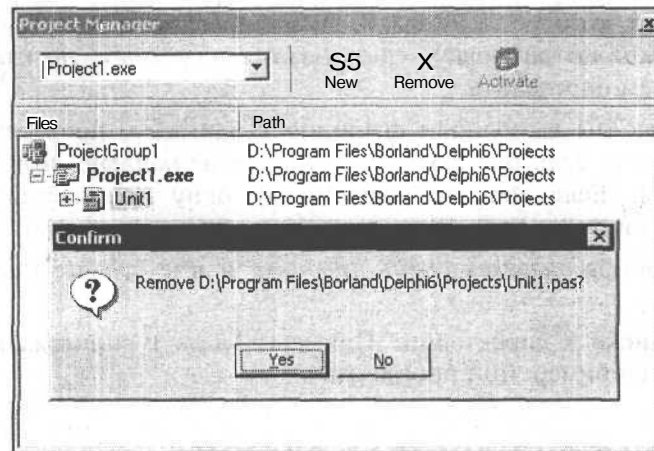 Project Manager
Project1.exe
S5 X
New Remove Activate
Files Path
ProjectGroup1 D:\Program Files\Borland\Delphi6\Projects
Project1.exe D:\Program Files\Borland\Delphi6\Projects
Unit1 D:\Program Files\Borland\Delphi6\Projects
Confirm
Remove D:\Program Files\Borland\Delphi6\Projects\Unit1.pas?
Yes No